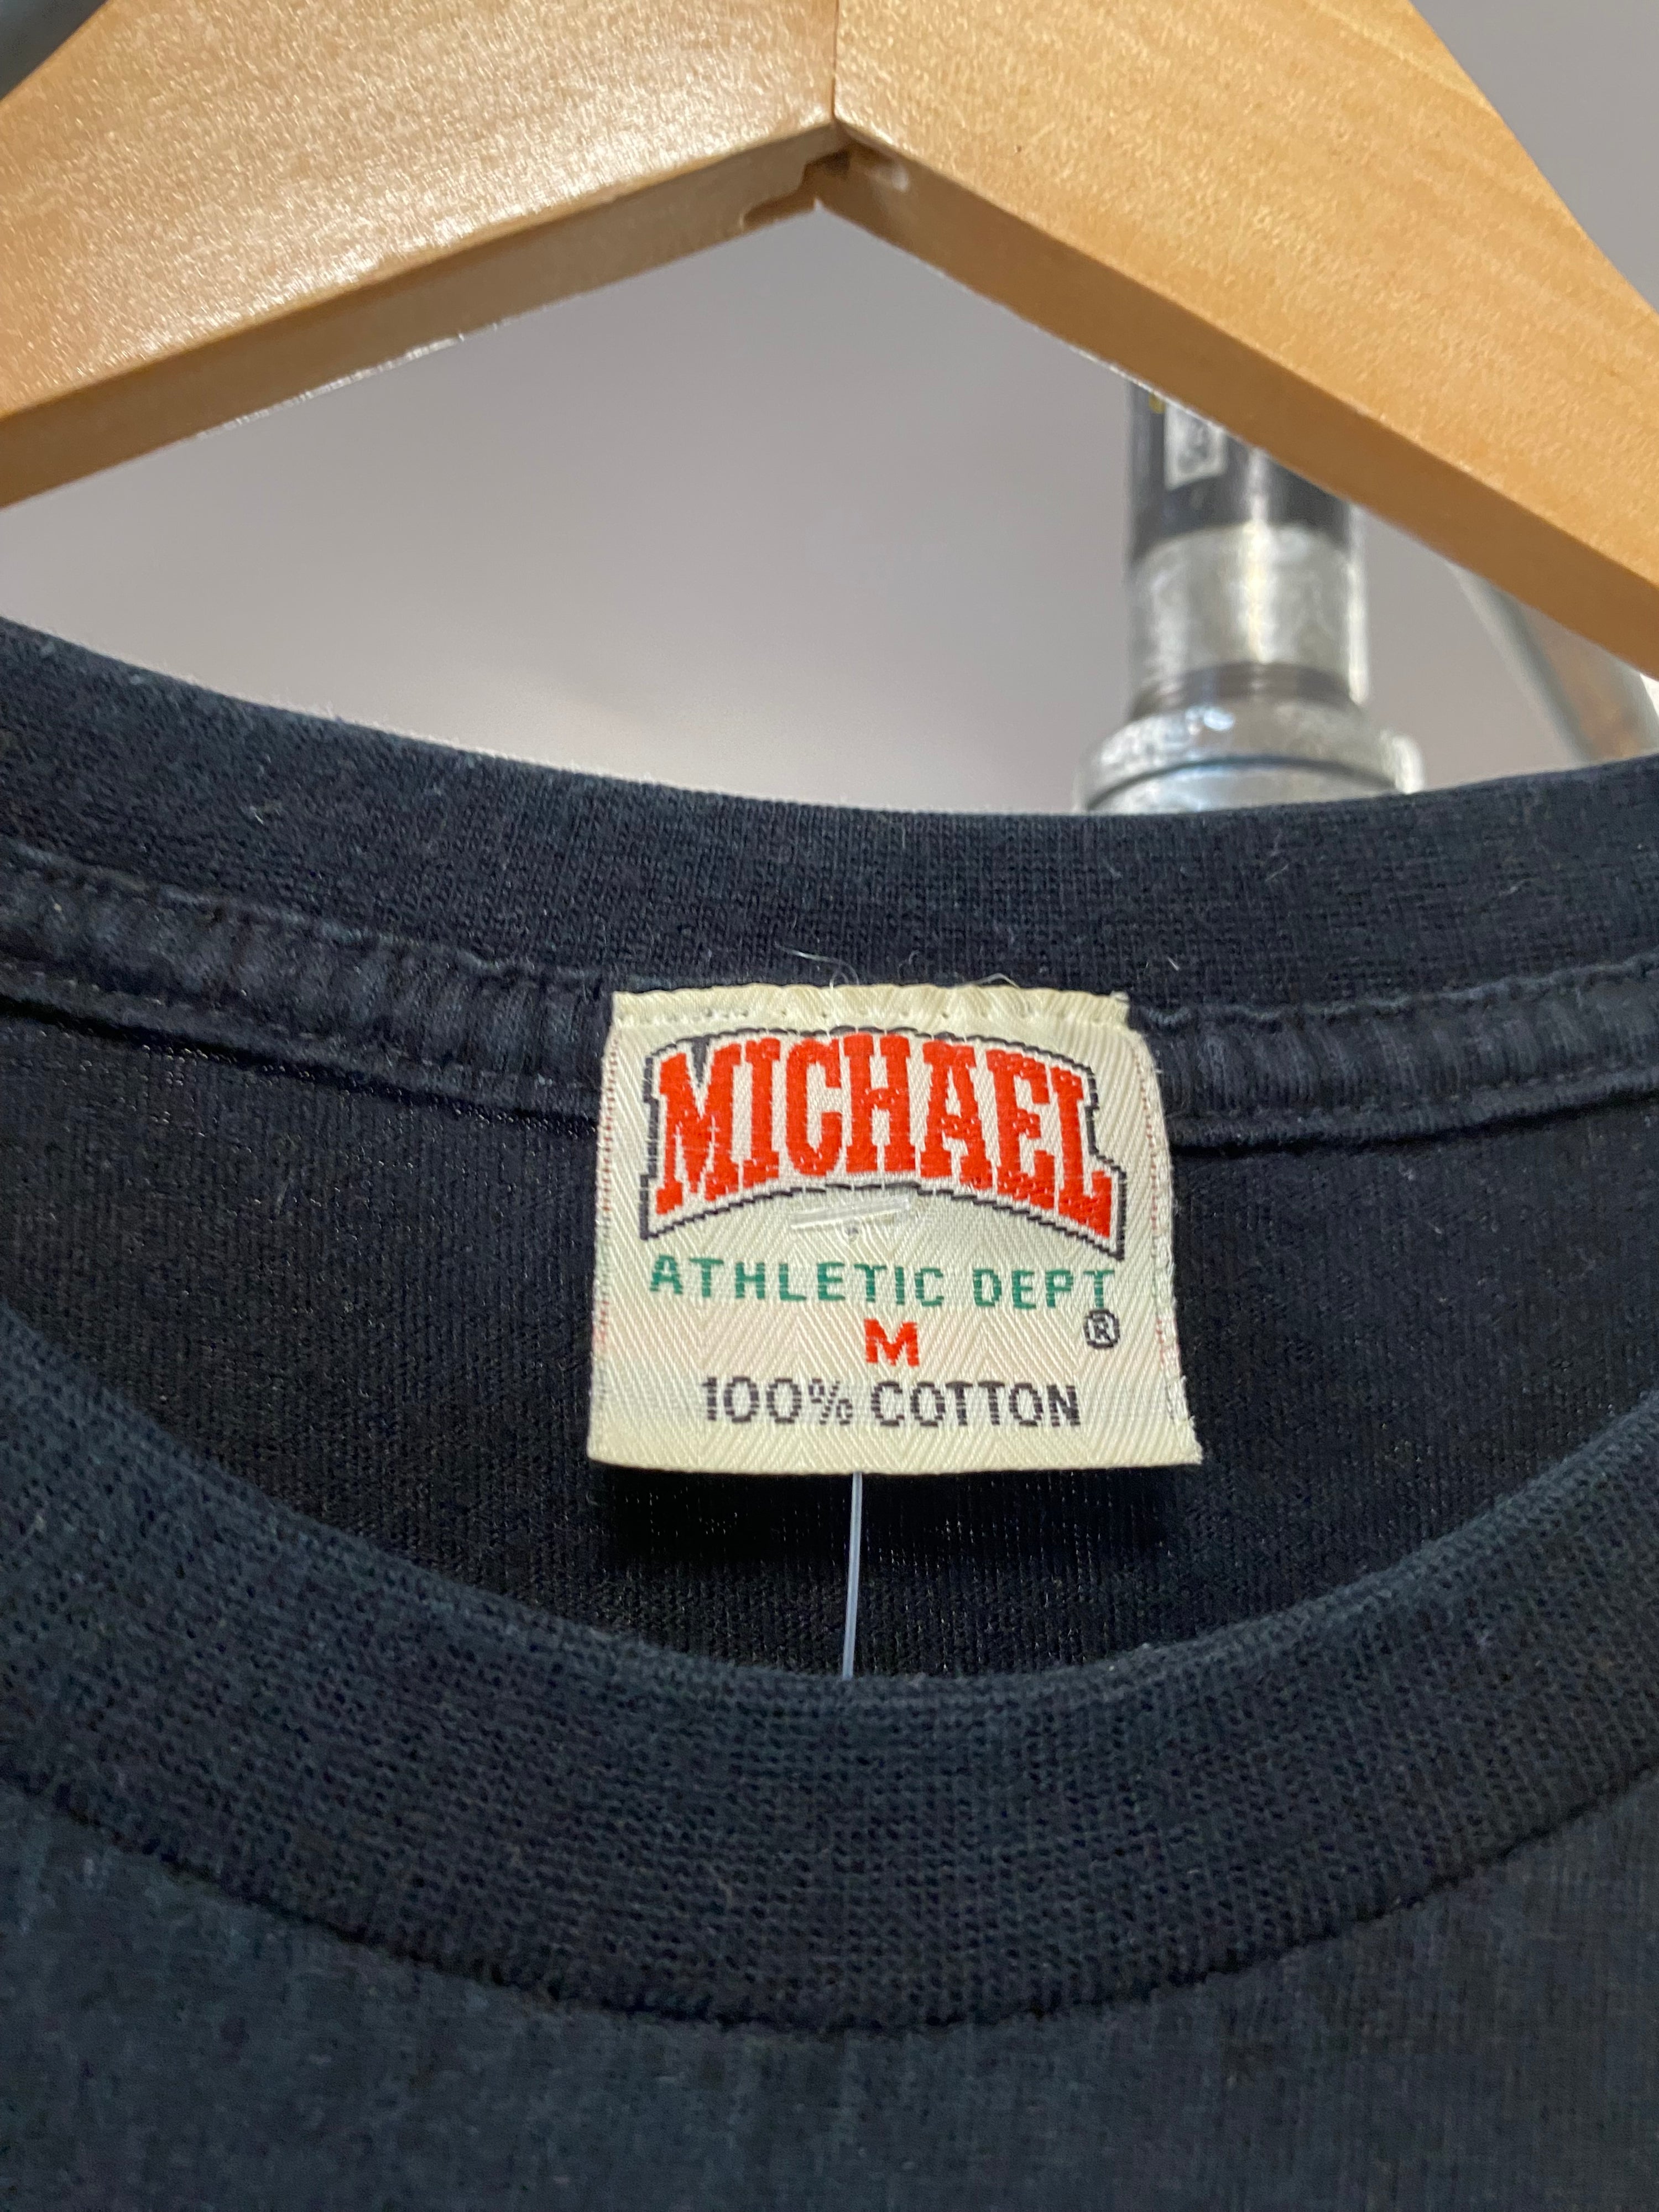 MICHAEL
ATHLETIC DEPT
®
M
100% COTTON